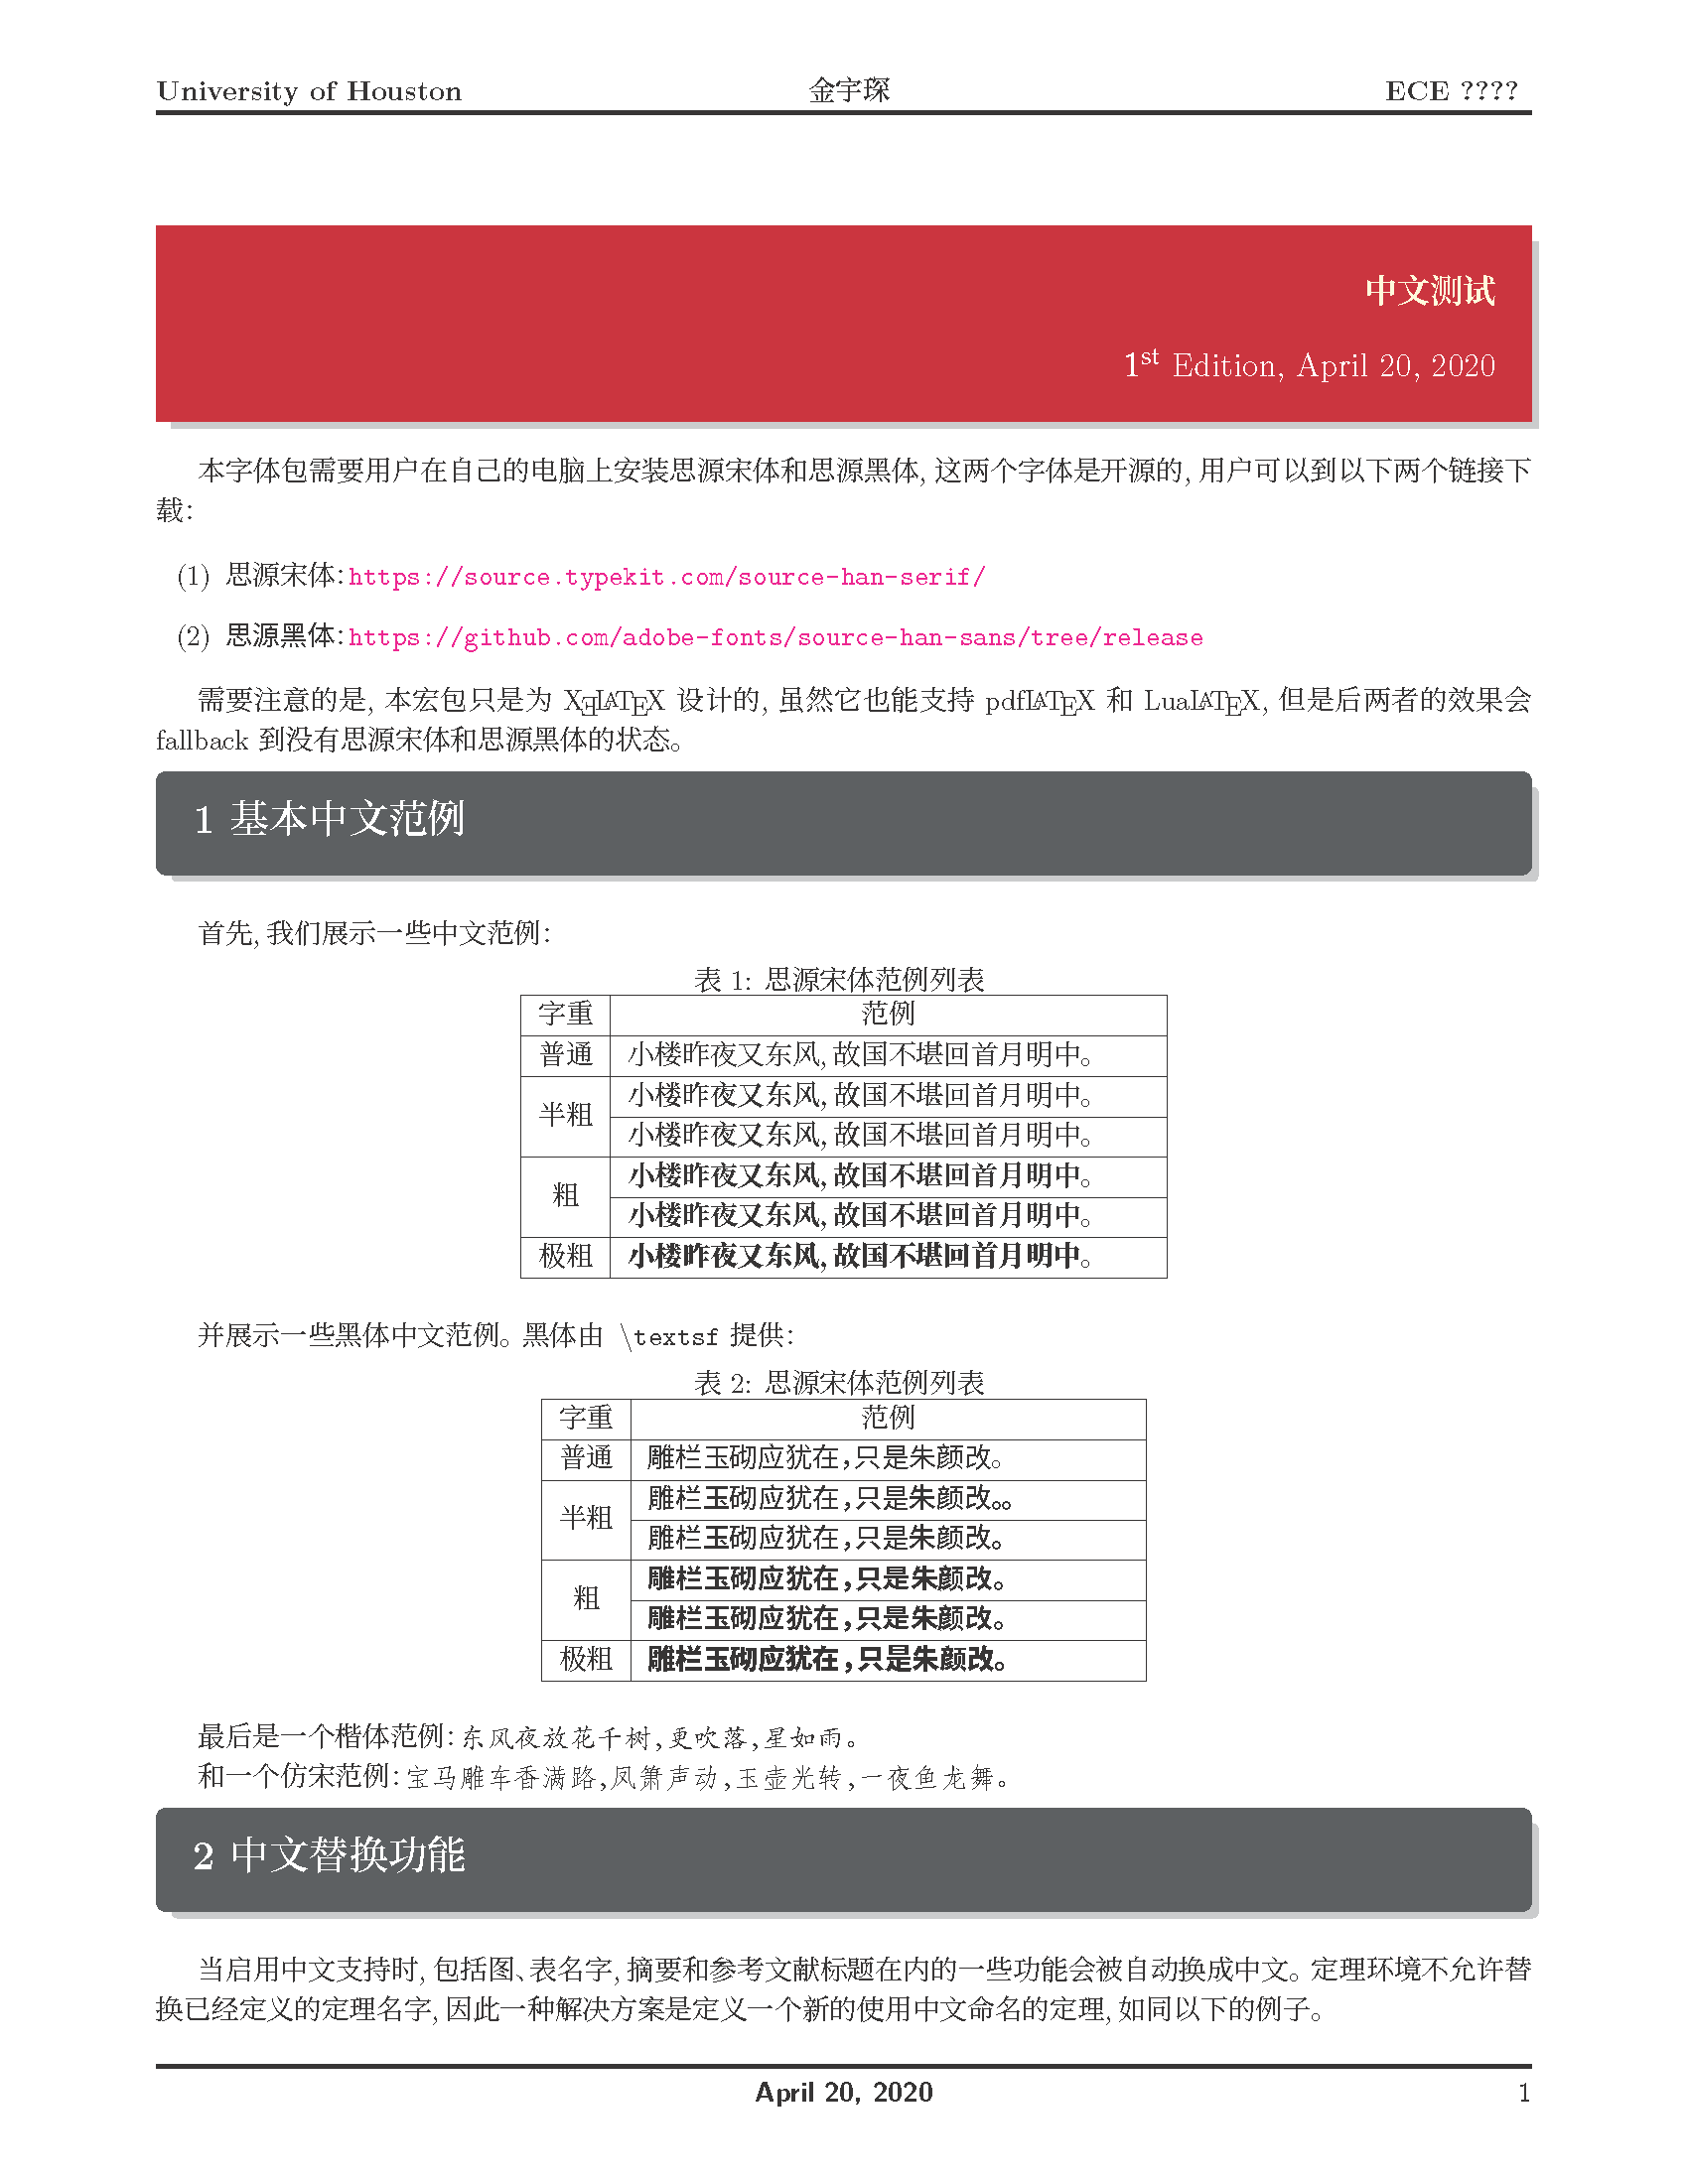 University of Houston 金宇琛 ECE ????
中文测试
1st Edition, April 20, 2020
本字体包需要用户在自己的电脑上安装思源宋体和思源黑体, 这两个字体是开源的, 用户可以到以下两个链接下
载:
(1) 思源宋体: https://source.typekit.com/source-han-serif/
(2) 思源黑体: https://github.com/adobe-fonts/source-han-sans/tree/release
需要注意的是, 本宏包只是为 XeLaTeX 设计的, 虽然它也能支持 pdfLaTeX 和 LuaLaTeX, 但是后两者的效果会
fallback 到没有思源宋体和思源黑体的状态。
1 基本中文范例
首先, 我们展示一些中文范例:
表 1: 思源宋体范例列表
字重 范例
普通 小楼昨夜又东风, 故国不堪回首月明中。
半粗 小楼昨夜又东风, 故国不堪回首月明中。
小楼昨夜又东风, 故国不堪回首月明中。
粗 小楼昨夜又东风, 故国不堪回首月明中。
小楼昨夜又东风, 故国不堪回首月明中。
极粗 小楼昨夜又东风, 故国不堪回首月明中。
并展示一些黑体中文范例。黑体由 \textsf 提供:
表 2: 思源宋体范例列表
字重 范例
普通 雕栏玉砌应犹在，只是朱颜改。
半粗 雕栏玉砌应犹在，只是朱颜改。。
雕栏玉砌应犹在，只是朱颜改。
粗 雕栏玉砌应犹在，只是朱颜改。
雕栏玉砌应犹在，只是朱颜改。
极粗 雕栏玉砌应犹在，只是朱颜改。
最后是一个楷体范例: 东风夜放花千树，更吹落，星如雨。
和一个仿宋范例: 宝马雕车香满路，凤箫声动，玉壶光转，一夜鱼龙舞。
2 中文替换功能
当启用中文支持时, 包括图、表名字, 摘要和参考文献标题在内的一些功能会被自动换成中文。定理环境不允许替
换已经定义的定理名字, 因此一种解决方案是定义一个新的使用中文命名的定理, 如同以下的例子。
April 20, 2020 1